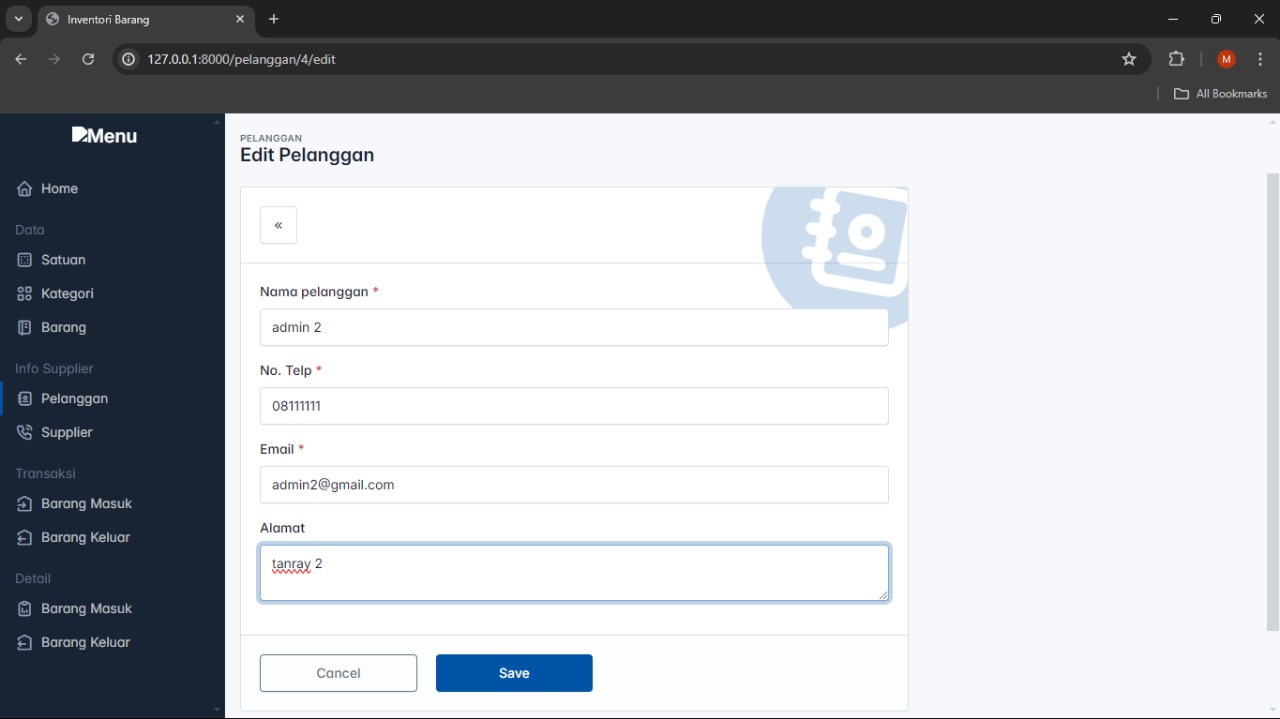 Inventori Barang
127.0.0.1:8000/pelanggan/4/edit
M
All Bookmarks
Menu
Home
Data
Satuan
Kategori
Barang
Info Supplier
Pelanggan
Supplier
Transaksi
Barang Masuk
Barang Keluar
Detail
Barang Masuk
Barang Keluar
PELANGGAN
Edit Pelanggan
«
Nama pelanggan *
admin 2
No. Telp *
08111111
Email *
admin2@gmail.com
Alamat
tanray 2
Cancel
Save